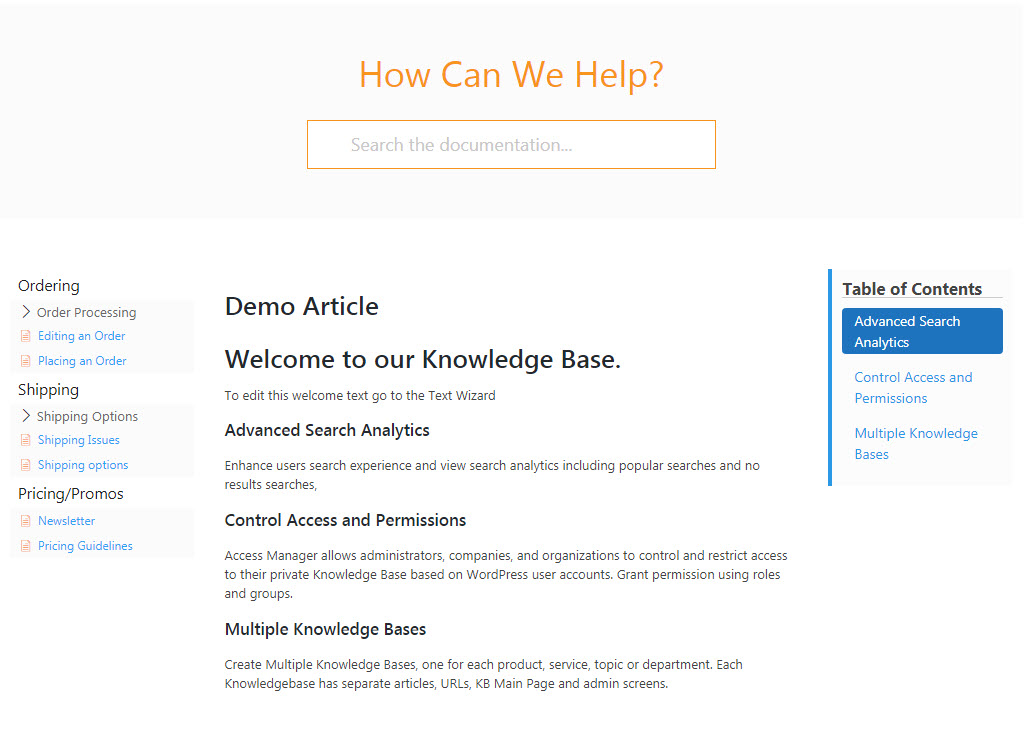 How Can We Help?
Search the documentation...
Ordering
Order Processing
Editing an Order
Placing an Order
Shipping
Shipping Options
Shipping Issues
Shipping options
Pricing/Promos
Newsletter
Pricing Guidelines
Demo Article
Welcome to our Knowledge Base.
To edit this welcome text go to the Text Wizard
Advanced Search Analytics
Enhance users search experience and view search analytics including popular searches and no
results searches,
Control Access and Permissions
Access Manager allows administrators, companies, and organizations to control and restrict access
to their private Knowledge Base based on WordPress user accounts. Grant permission using roles
and groups.
Multiple Knowledge Bases
Create Multiple Knowledge Bases, one for each product, service, topic or department. Each
Knowledgebase has separate articles, URLs, KB Main Page and admin screens.
Table of Contents
Advanced Search
Analytics
Control Access and
Permissions
Multiple Knowledge
Bases